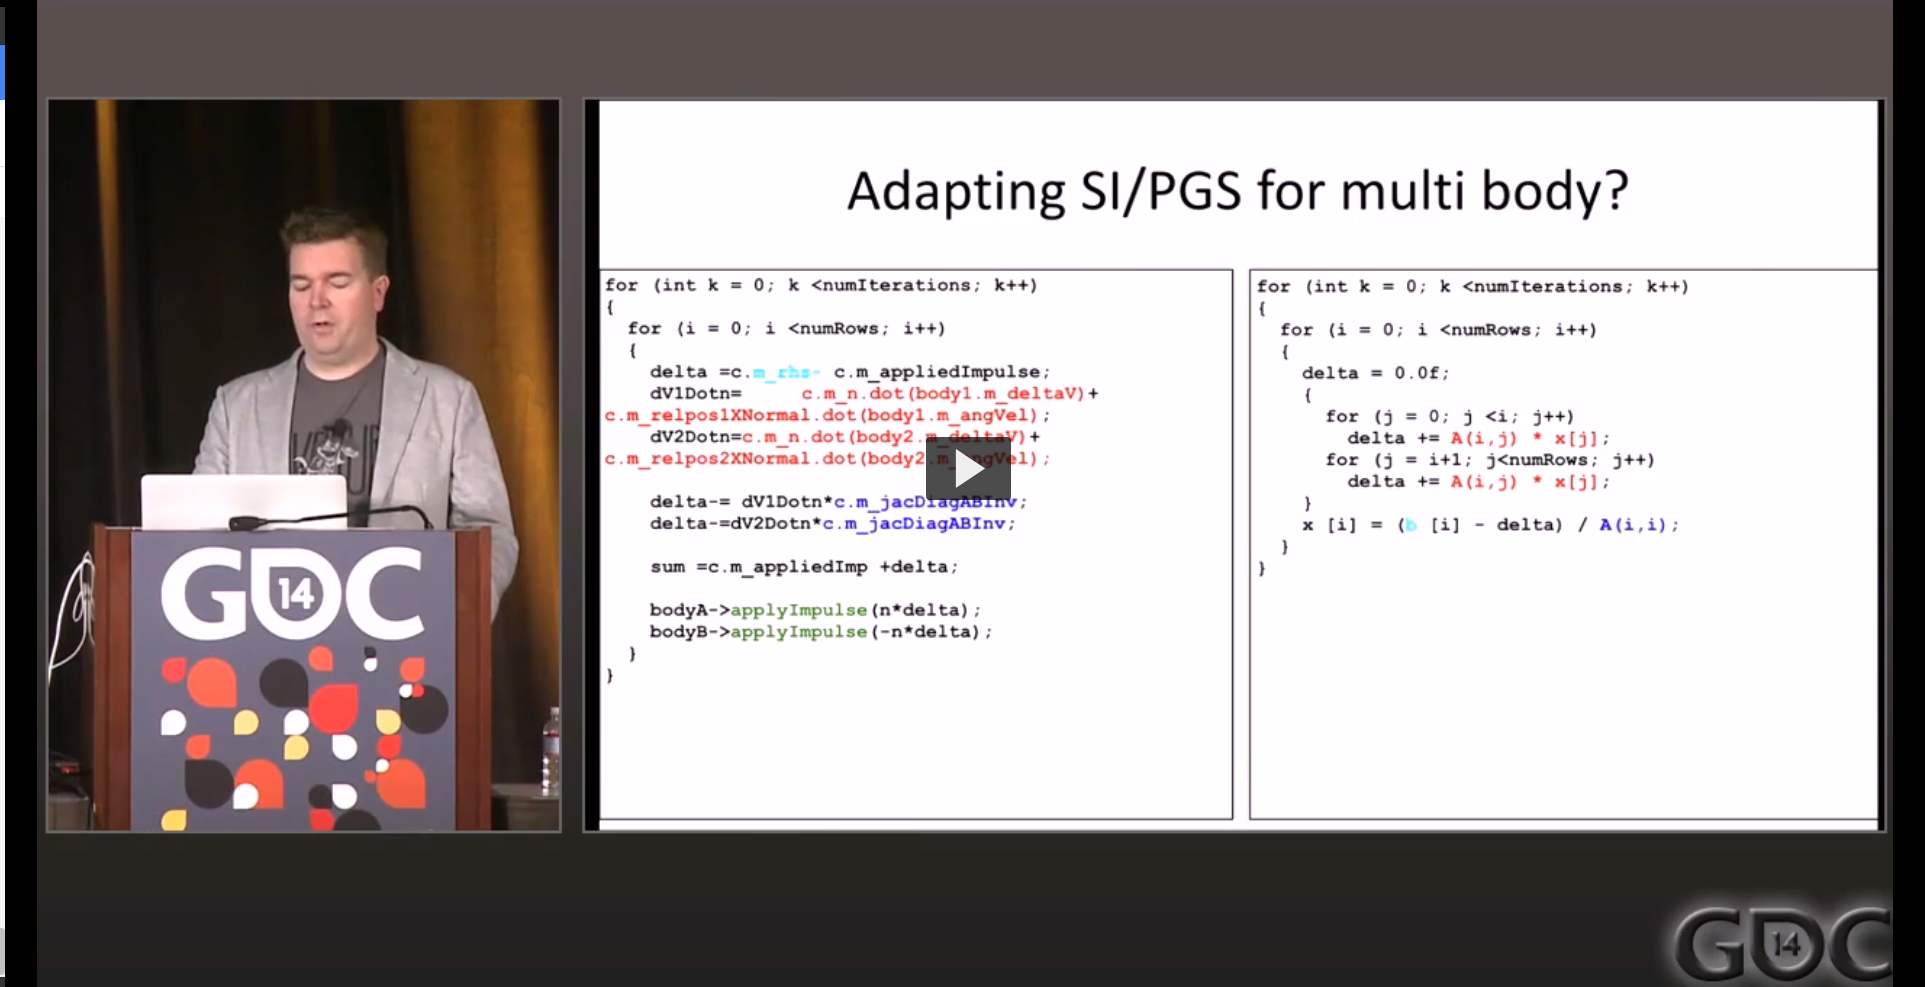 Adapting SI/PGS for multi body?
for (int k = 0; k <numIterations; k++)
{
for (i = 0; i <numRows; i++)
{
delta =c.m_rhs- c.m_appliedImpulse;
dV1Dotn= c.m_n.dot(body1.m_deltaV)+
c.m_relpos1XNormal.dot(body1.m_angVel);
dV2Dotn=c.m_n.dot(body2.m_deltaV)+
c.m_relpos2XNormal.dot(body2.m_angVel);
delta-= dV1Dotn*c.m_jacDiagABInv;
delta-=dV2Dotn*c.m_jacDiagABInv;
sum =c.m_appliedImp +delta;
bodyA->applyImpulse(n*delta);
bodyB->applyImpulse(-n*delta);
}
}
for (int k = 0; k <numIterations; k++)
{
for (i = 0; i <numRows; i++)
{
delta = 0.0f;
{
for (j = 0; j <i; j++)
delta += A(i,j) * x[j];
for (j = i+1; j<numRows; j++)
delta += A(i,j) * x[j];
}
x [i] = (b [i] - delta) / A(i,i);
}
}
GDC
14
GDC
14